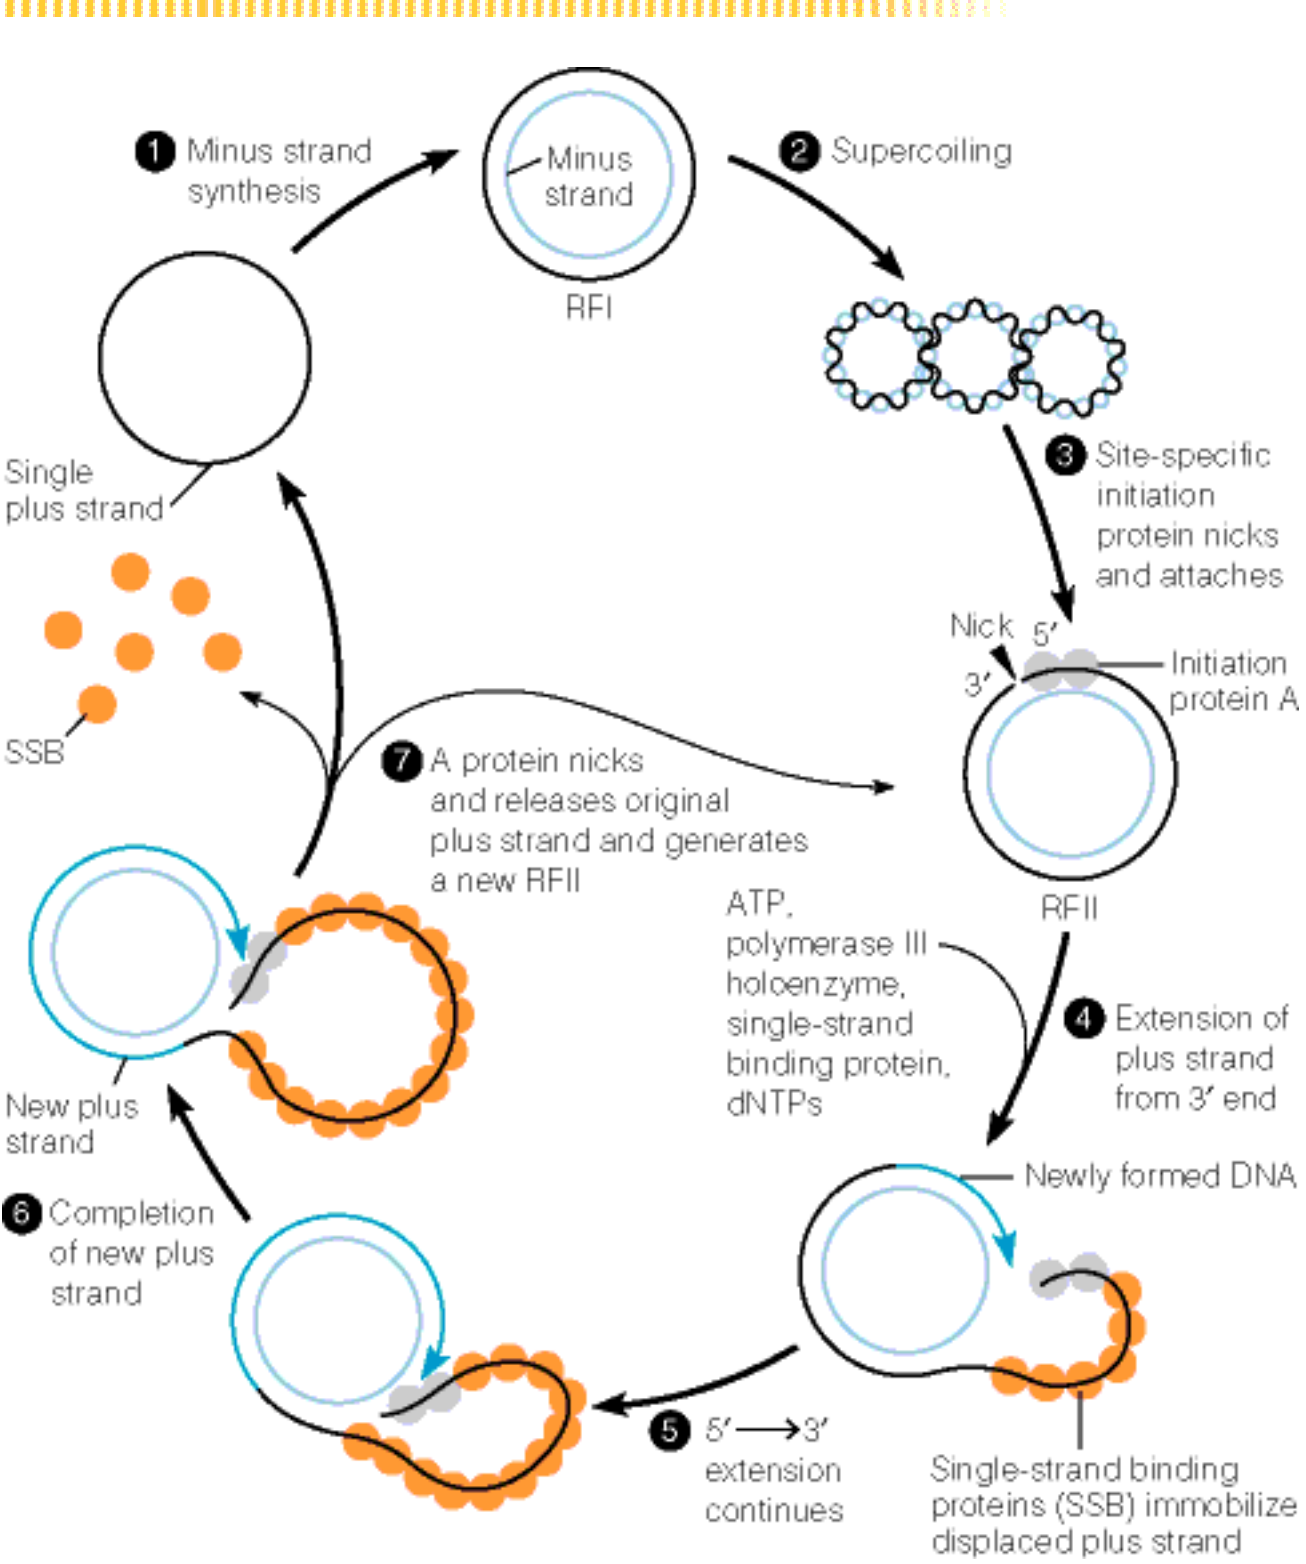 1 Minus strand
synthesis
Minus
strand
RFI
2 Supercoiling
Single
plus strand
3 Site-specific
initiation
protein nicks
and attaches
Nick 5′
3′
Initiation
protein A
SSB
7 A protein nicks
and releases original
plus strand and generates
a new RFII
RFII
ATP,
polymerase III
holoenzyme,
single-strand
binding protein,
dNTPs
4 Extension of
plus strand
from 3′ end
New plus
strand
Newly formed DNA
6 Completion
of new plus
strand
5 5′ → 3′
extension
continues
Single-strand binding
proteins (SSB) immobilize
displaced plus strand